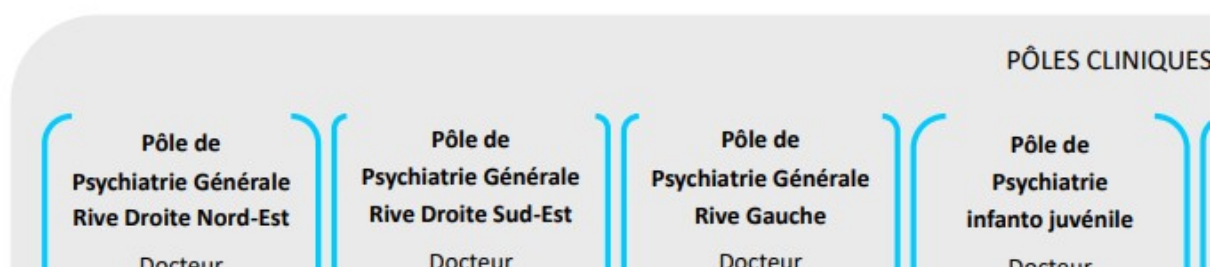 PÔLES CLINIQUES
Pôle de
Psychiatrie Générale
Rive Droite Nord-Est
Docteur
Pôle de
Psychiatrie Générale
Rive Droite Sud-Est
Docteur
Pôle de
Psychiatrie Générale
Rive Gauche
Docteur
Pôle de
Psychiatrie
infanto juvénile
Docteur